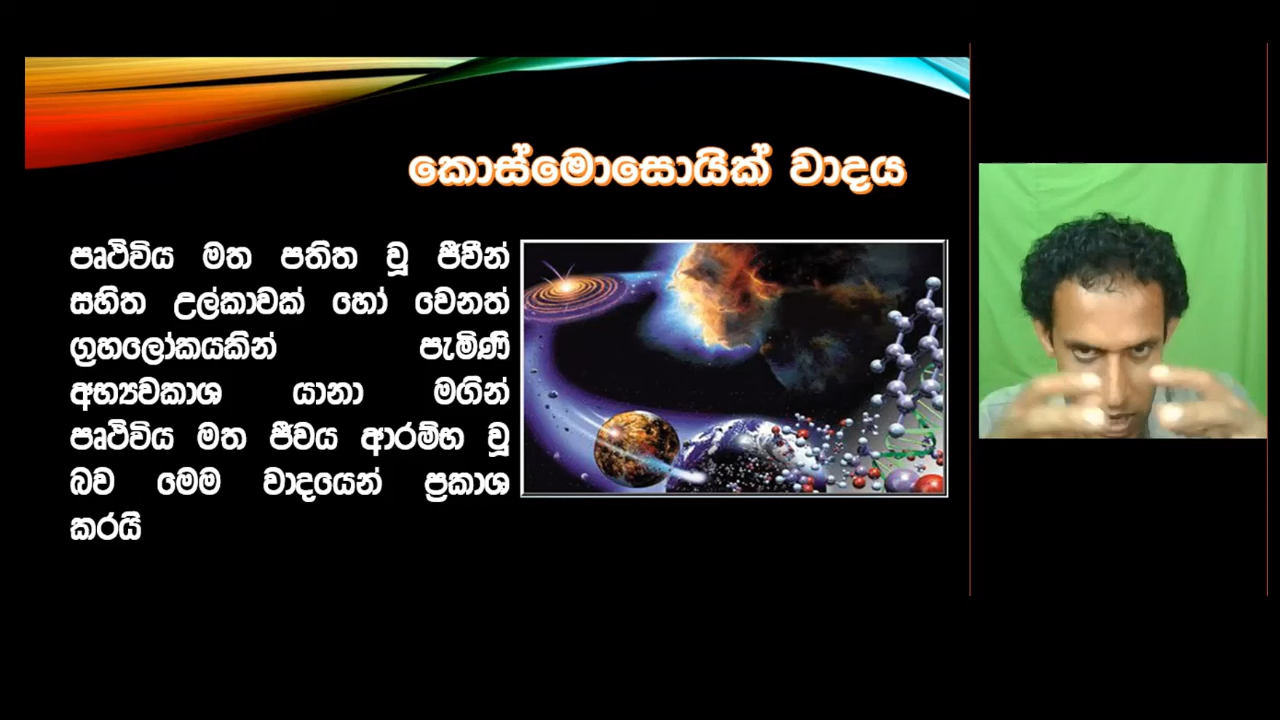 කොස්මොසොයික් වාදය
පෘථිවිය මත පතිත වූ ජීවීන්
සහිත උල්කාවක් හෝ වෙනත්
ග්‍රහලෝකයකින් පැමිණි
අභ්‍යවකාශ යානා මගින්
පෘථිවිය මත ජීවය ආරම්භ වූ
බව මෙම වාදයෙන් ප්‍රකාශ
කරයි